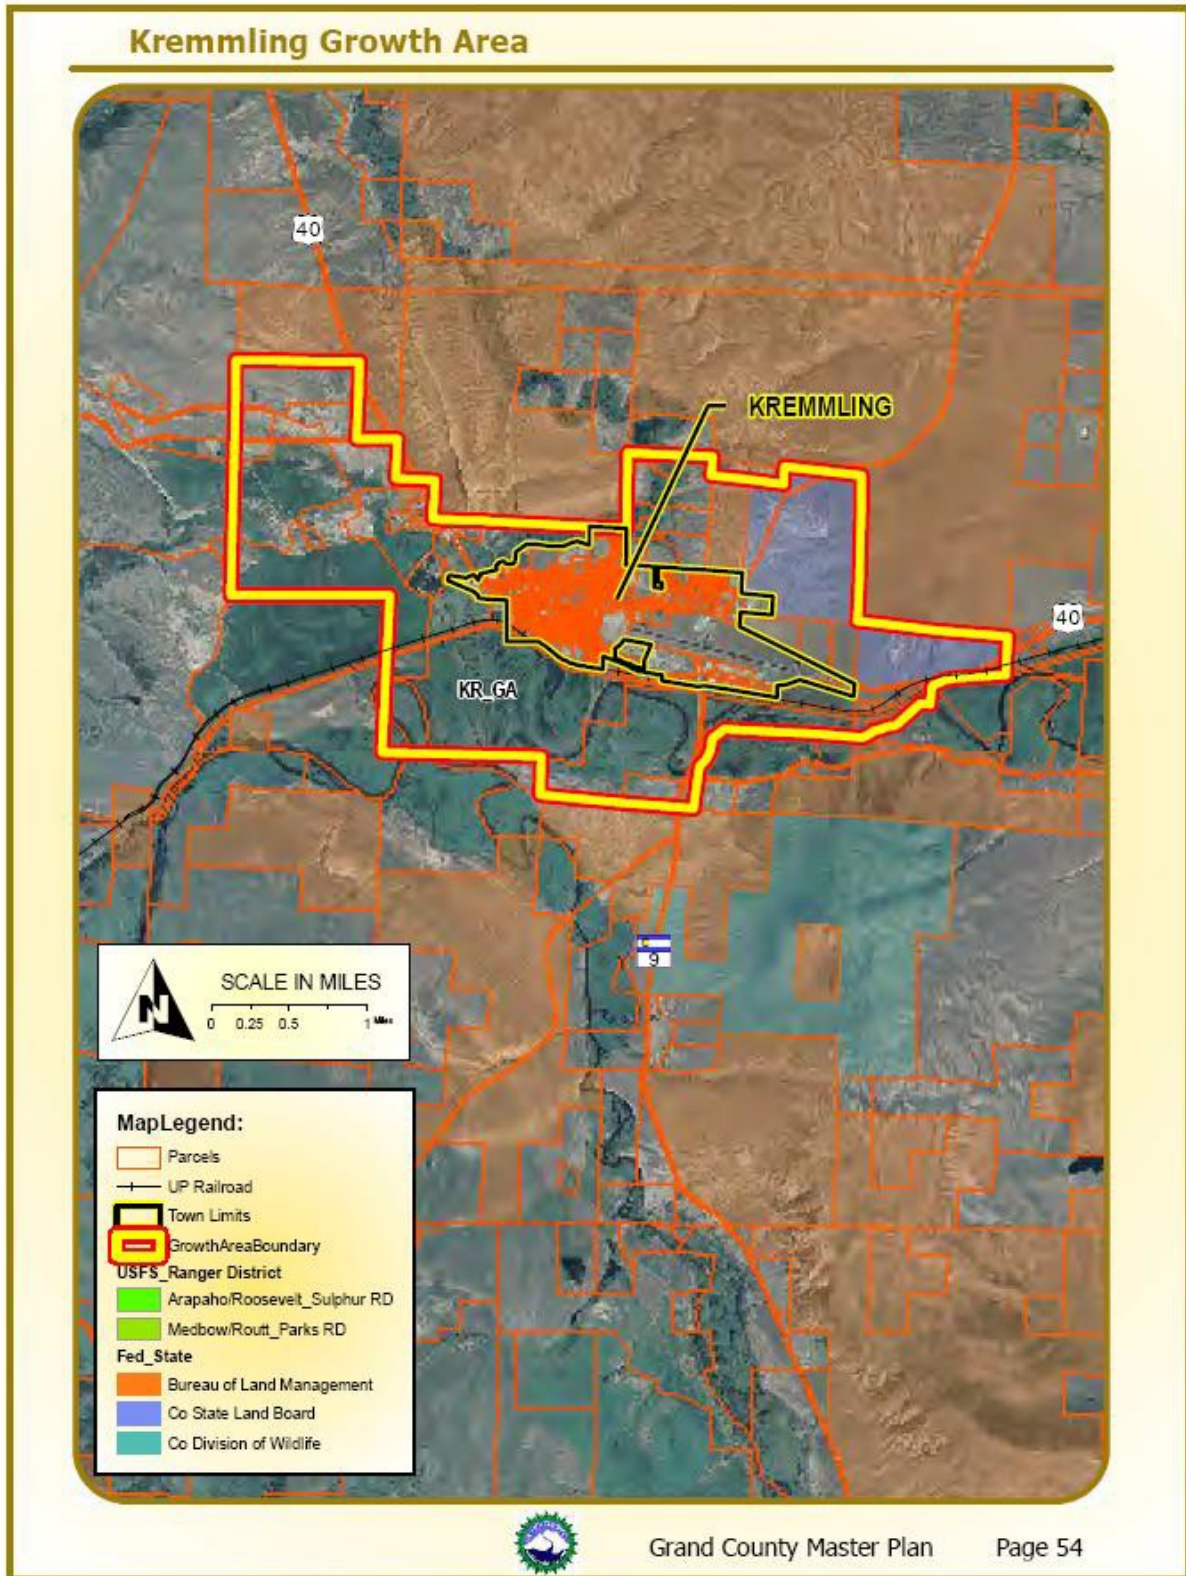 Kremmling Growth Area
40
KREMMLING
40
KR_GA
9
N
SCALE IN MILES
0 0.25 0.5 1 Miles
MapLegend:
Parcels
UP Railroad
Town Limits
GrowthAreaBoundary
USFS_Ranger District
Arapaho/Roosevelt_Sulphur RD
Medbow/Routt_Parks RD
Fed_State
Bureau of Land Management
Co State Land Board
Co Division of Wildlife
Grand County Master Plan Page 54